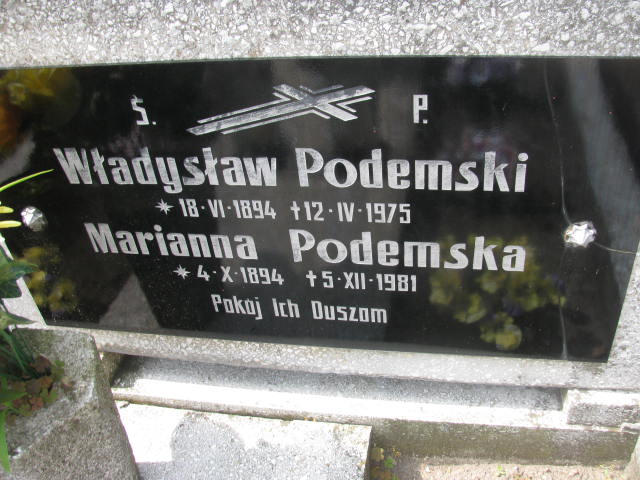 Ś. P.
Władysław Podemski
* 18·VI·1894 +12·IV·1975
Marianna Podemska
* 4·X·1894 +5·XII·1981
Pokój Ich Duszom